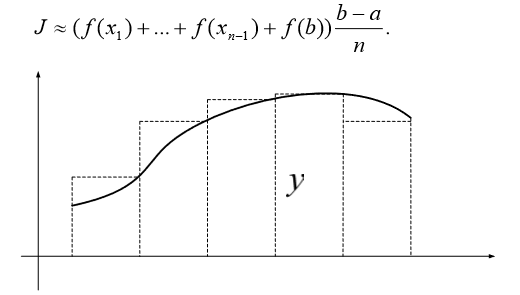 J ≈ (f(x₁)+...+f(xₙ₋₁)+f(b)) (b−a)/n.
y